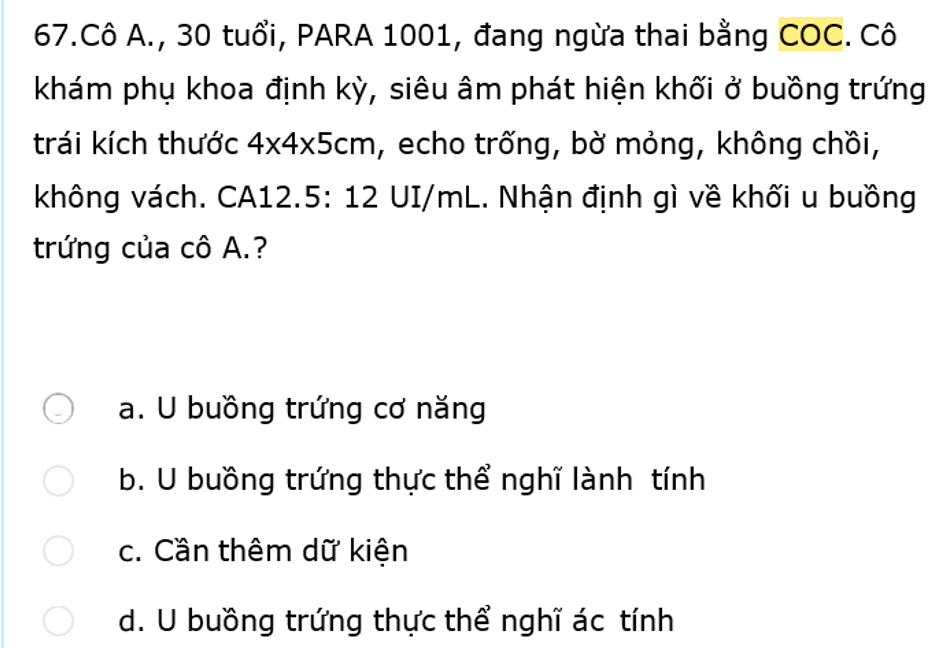 67.Cô A., 30 tuổi, PARA 1001, đang ngừa thai bằng COC. Cô
khám phụ khoa định kỳ, siêu âm phát hiện khối ở buồng trứng
trái kích thước 4x4x5cm, echo trống, bờ mỏng, không chồi,
không vách. CA12.5: 12 UI/mL. Nhận định gì về khối u buồng
trứng của cô A.?
a. U buồng trứng cơ năng
b. U buồng trứng thực thể nghĩ lành tính
c. Cần thêm dữ kiện
d. U buồng trứng thực thể nghĩ ác tính